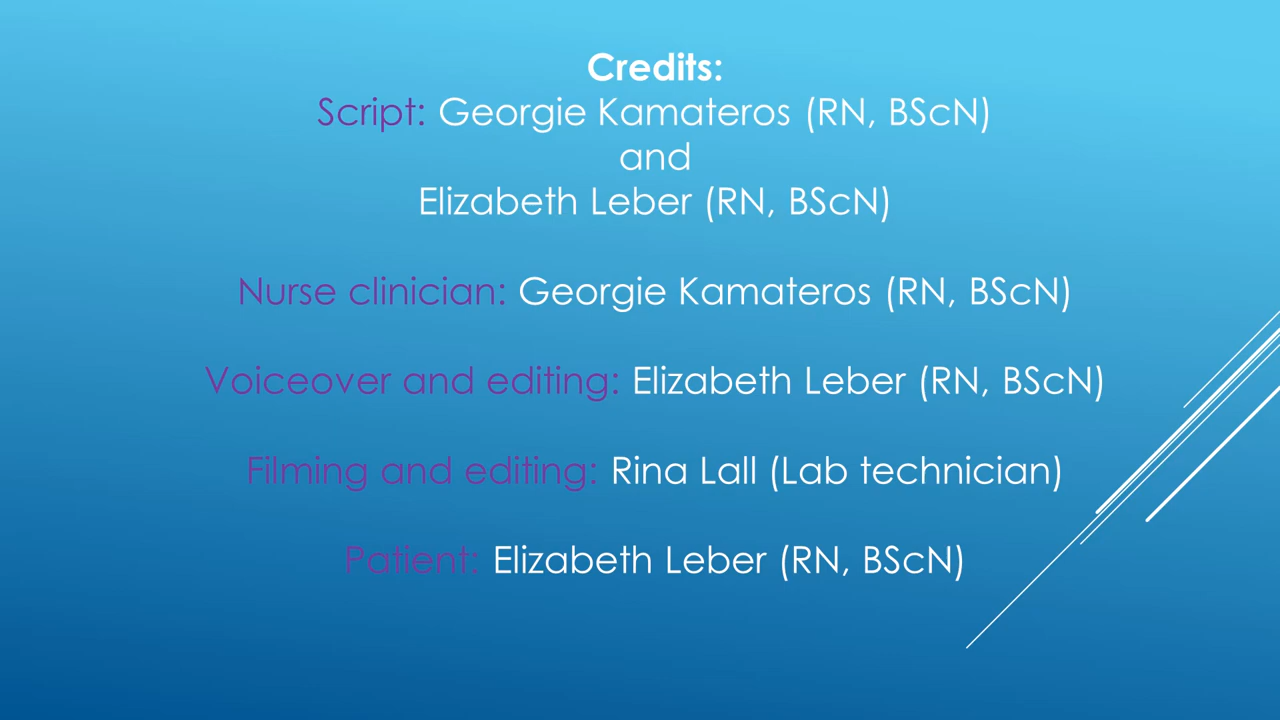 Credits:
Script: Georgie Kamateros (RN, BScN)
and
Elizabeth Leber (RN, BScN)
Nurse clinician: Georgie Kamateros (RN, BScN)
Voiceover and editing: Elizabeth Leber (RN, BScN)
Filming and editing: Rina Lall (Lab technician)
Patient: Elizabeth Leber (RN, BScN)